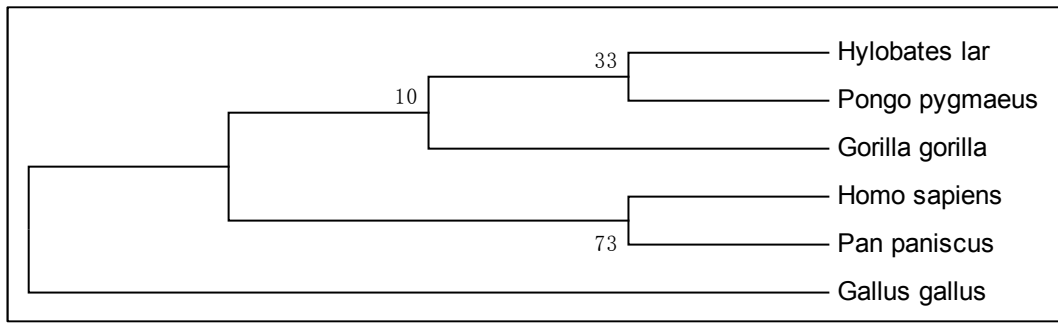 33
Hylobates lar
10
Pongo pygmaeus
Gorilla gorilla
Homo sapiens
73
Pan paniscus
Gallus gallus